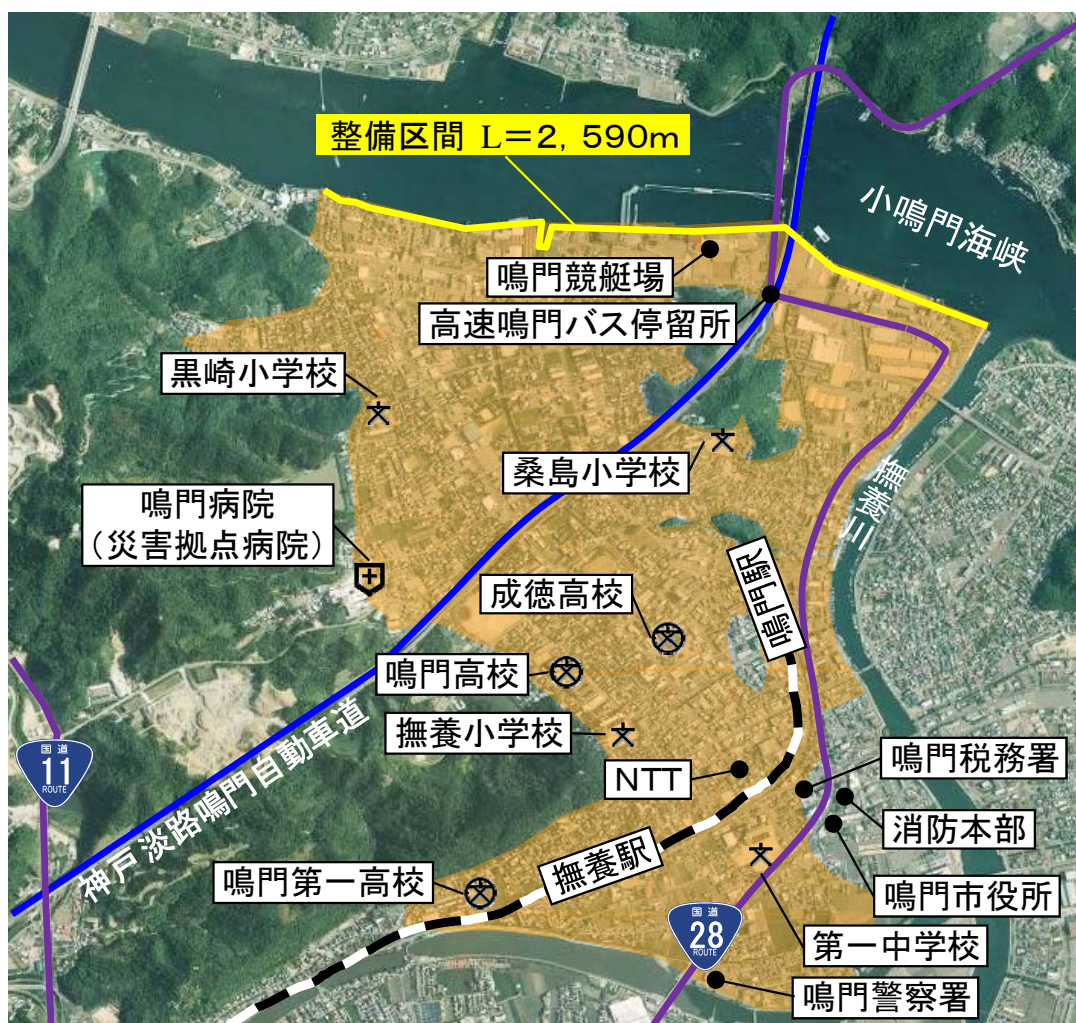 整備区間 L＝2，590m
小鳴門海峡
鳴門競艇場
高速鳴門バス停留所
黒崎小学校
桑島小学校
撫養川
鳴門病院
（災害拠点病院）
鳴門駅
成徳高校
鳴門高校
撫養小学校
国道
11
ROUTE
神戸淡路鳴門自動車道
NTT
鳴門税務署
消防本部
撫養駅
鳴門第一高校
鳴門市役所
国道
28
ROUTE
第一中学校
鳴門警察署